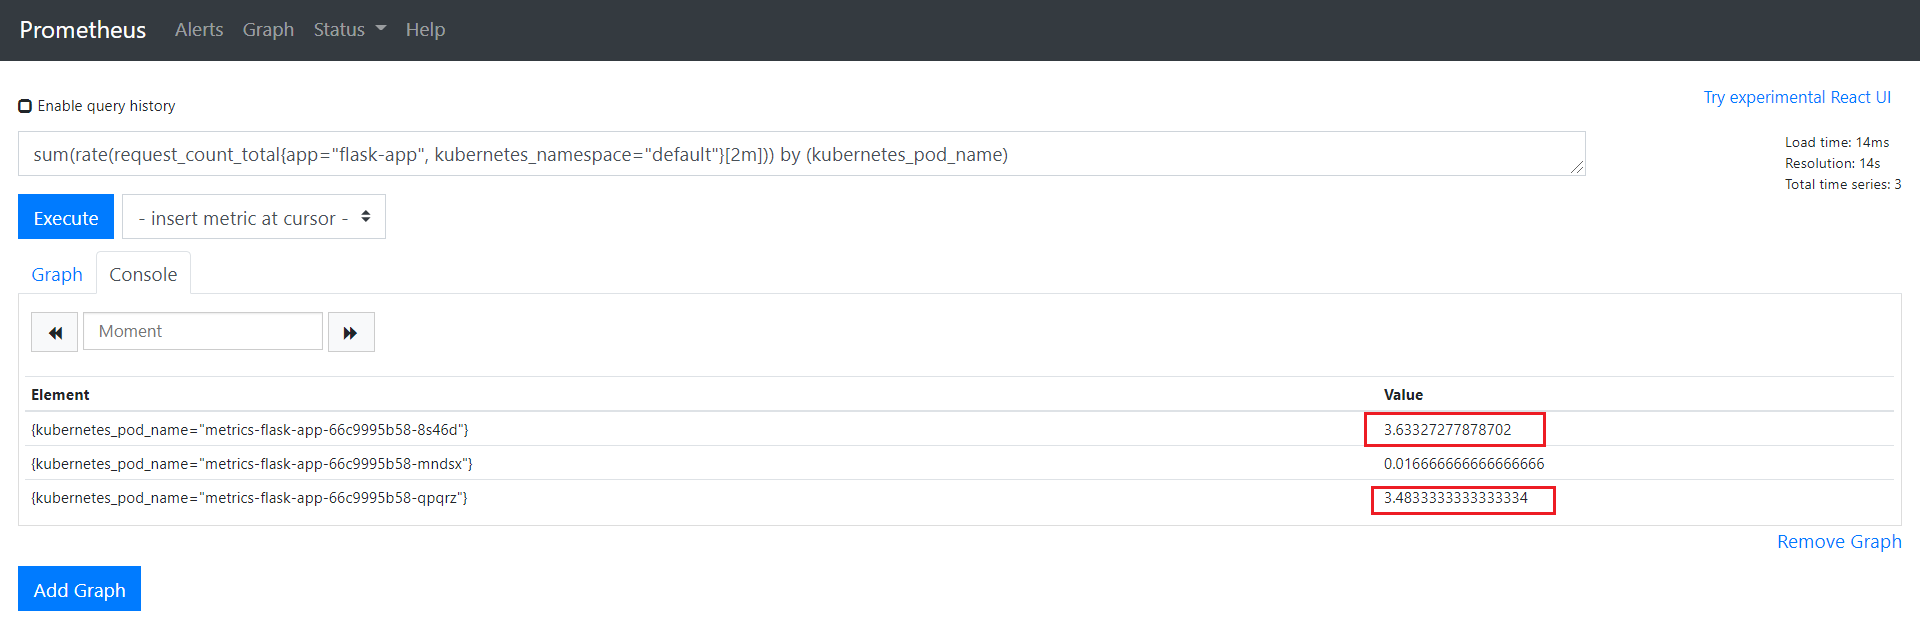 Prometheus Alerts Graph Status Help
Enable query history
Try experimental React UI
sum(rate(request_count_total{app="flask-app", kubernetes_namespace="default"}[2m])) by (kubernetes_pod_name)
Load time: 14ms
Resolution: 14s
Total time series: 3
Execute - insert metric at cursor -
Graph Console
Moment
Element Value
{kubernetes_pod_name="metrics-flask-app-66c9995b58-8s46d"} 3.63327277878702
{kubernetes_pod_name="metrics-flask-app-66c9995b58-mndsx"} 0.016666666666666666
{kubernetes_pod_name="metrics-flask-app-66c9995b58-qpqrz"} 3.4833333333333334
Remove Graph
Add Graph